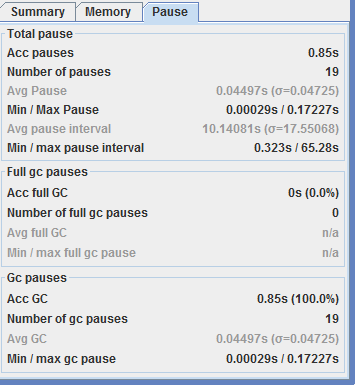 Summary Memory Pause
Total pause
Acc pauses 0.85s
Number of pauses 19
Avg Pause 0.04497s (σ=0.04725)
Min / Max Pause 0.00029s / 0.17227s
Avg pause interval 10.14081s (σ=17.55068)
Min / max pause interval 0.323s / 65.28s
Full gc pauses
Acc full GC 0s (0.0%)
Number of full gc pauses 0
Avg full GC n/a
Min / max full gc pause n/a
Gc pauses
Acc GC 0.85s (100.0%)
Number of gc pauses 19
Avg GC 0.04497s (σ=0.04725)
Min / max gc pause 0.00029s / 0.17227s